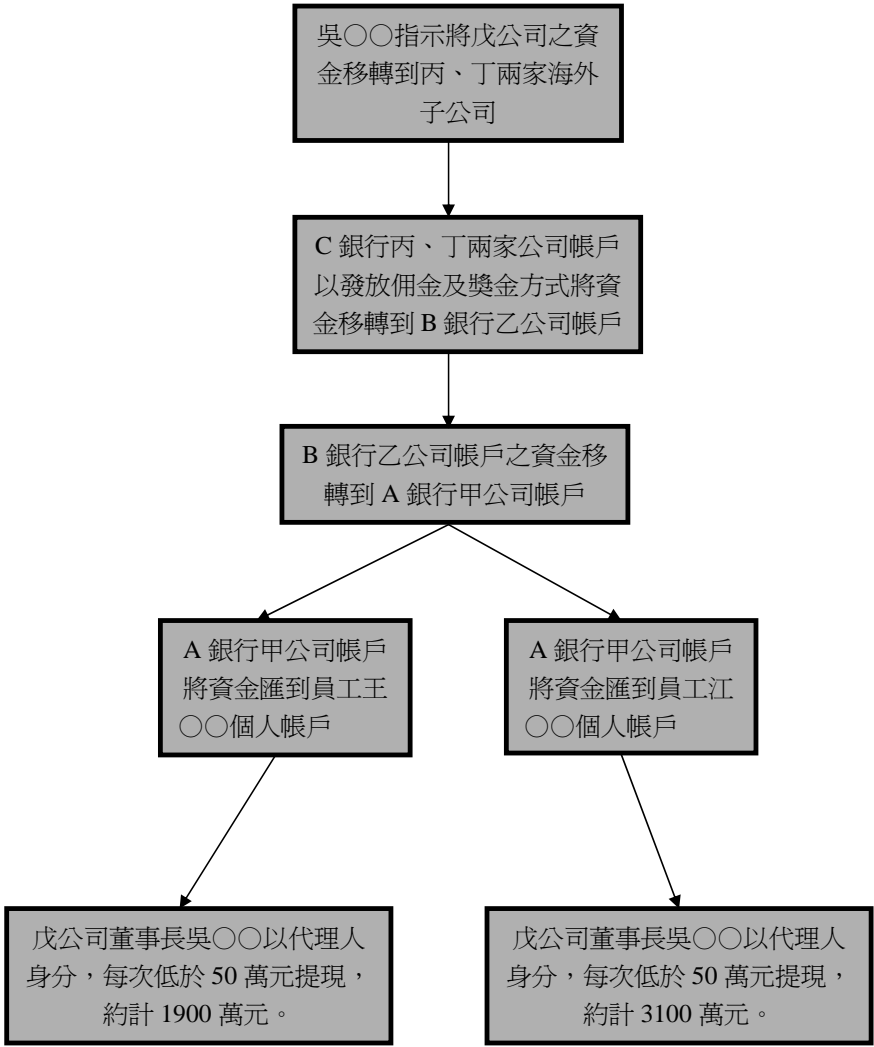 吳○○指示將戊公司之資
金移轉到丙、丁兩家海外
子公司
C 銀行丙、丁兩家公司帳戶
以發放佣金及獎金方式將資
金移轉到 B 銀行乙公司帳戶
B 銀行乙公司帳戶之資金移
轉到 A 銀行甲公司帳戶
A 銀行甲公司帳戶
將資金匯到員工王
○○個人帳戶
A 銀行甲公司帳戶
將資金匯到員工江
○○個人帳戶
戊公司董事長吳○○以代理人
身分，每次低於 50 萬元提現，
約計 1900 萬元。
戊公司董事長吳○○以代理人
身分，每次低於 50 萬元提現，
約計 3100 萬元。